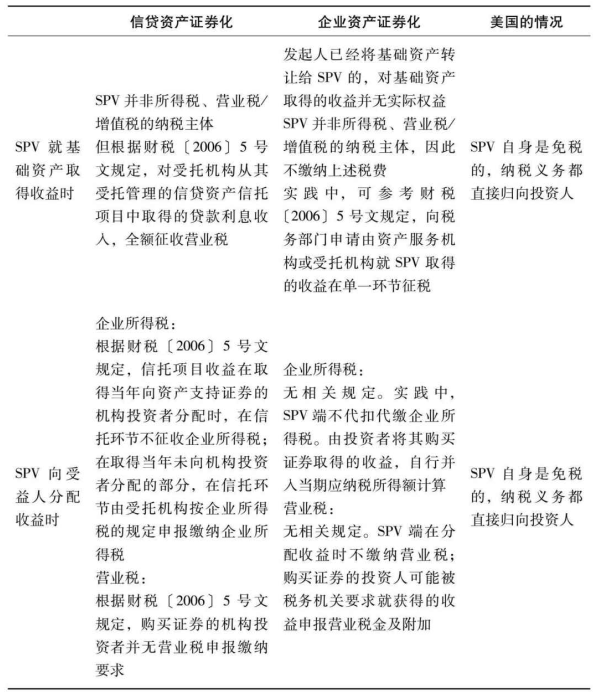 信贷资产证券化
企业资产证券化
美国的情况
SPV 就基
础资产取
得收益时
SPV 并非所得税、营业税/
增值税的纳税主体
但根据财税〔2006〕5 号
文规定，对受托机构从其
受托管理的信贷资产信托
项目中取得的贷款利息收
入，全额征收营业税
发起人已经将基础资产转
让给 SPV 的，对基础资产
取得的收益并无实际权益
SPV 并非所得税、营业税/
增值税的纳税主体，因此
不缴纳上述税费
实践中，可参考财税
〔2006〕5 号文规定，向税
务部门申请由资产服务机
构或受托机构就 SPV 取得
的收益在单一环节征税
SPV 自身是免税
的，纳税义务都
直接归向投资人
SPV 向受
益人分配
收益时
企业所得税：
根据财税〔2006〕5 号文
规定，信托项目收益在取
得当年向资产支持证券的
机构投资者分配时，在信
托环节不征收企业所得税；
在取得当年未向机构投资
者分配的部分，在信托环
节由受托机构按企业所得
税的规定申报缴纳企业所
得税
营业税：
根据财税〔2006〕5 号文
规定，购买证券的机构投
资者并无营业税申报缴纳
要求
企业所得税：
无相关规定。实践中，
SPV 端不代扣代缴企业所
得税。由投资者将其购买
证券取得的收益，自行并
入当期应纳税所得额计算
营业税：
无相关规定。SPV 端在分
配收益时不缴纳营业税；
购买证券的投资人可能被
税务机关要求就获得的收
益申报营业税金及附加
SPV 自身是免税
的，纳税义务都
直接归向投资人